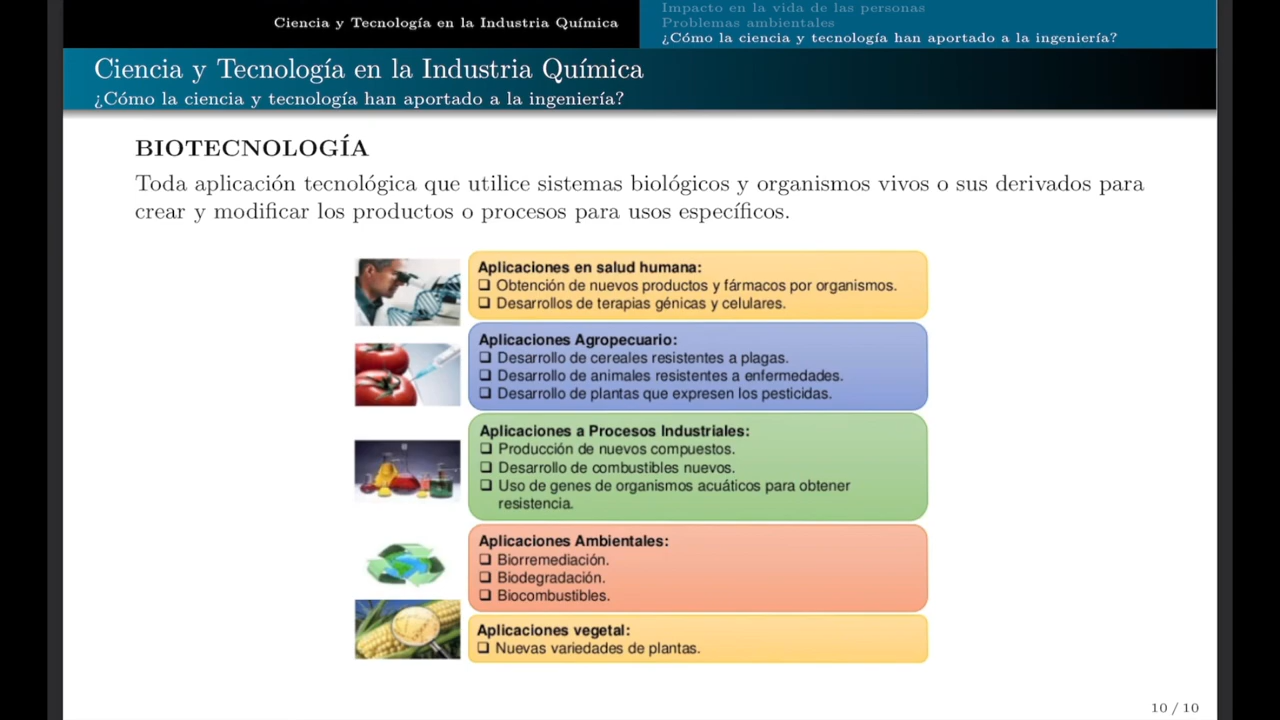 Ciencia y Tecnología en la Industria Química
Impacto en la vida de las personas
Problemas ambientales
¿Cómo la ciencia y tecnología han aportado a la ingeniería?
Ciencia y Tecnología en la Industria Química
¿Cómo la ciencia y tecnología han aportado a la ingeniería?
BIOTECNOLOGÍA
Toda aplicación tecnológica que utilice sistemas biológicos y organismos vivos o sus derivados para
crear y modificar los productos o procesos para usos específicos.
Aplicaciones en salud humana:
❑ Obtención de nuevos productos y fármacos por organismos.
❑ Desarrollos de terapias génicas y celulares.
Aplicaciones Agropecuario:
❑ Desarrollo de cereales resistentes a plagas.
❑ Desarrollo de animales resistentes a enfermedades.
❑ Desarrollo de plantas que expresen los pesticidas.
Aplicaciones a Procesos Industriales:
❑ Producción de nuevos compuestos.
❑ Desarrollo de combustibles nuevos.
❑ Uso de genes de organismos acuáticos para obtener
resistencia.
Aplicaciones Ambientales:
❑ Biorremediación.
❑ Biodegradación.
❑ Biocombustibles.
Aplicaciones vegetal:
❑ Nuevas variedades de plantas.
10 / 10